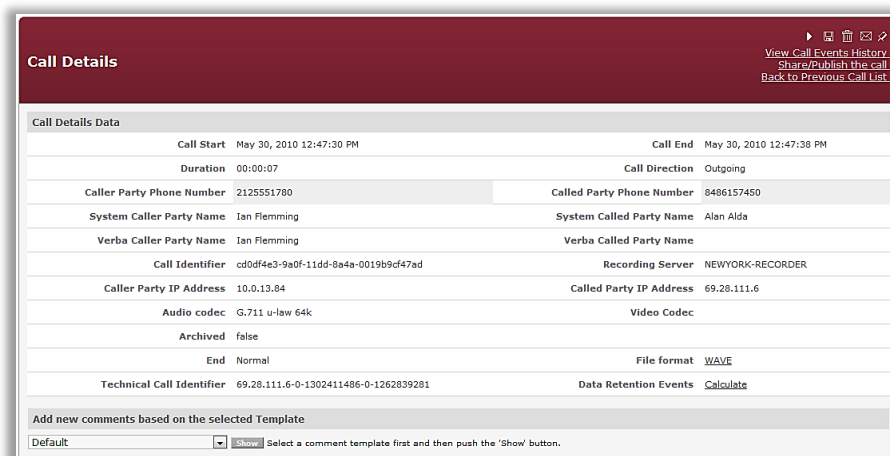 View Call Events History
Call Details
Share/Publish the call
Back to Previous Call List
Call Details Data
Call Start May 30, 2010 12:47:30 PM Call End May 30, 2010 12:47:38 PM
Duration 00:00:07 Call Direction Outgoing
Caller Party Phone Number 2125551780 Called Party Phone Number 8486157450
System Caller Party Name Ian Flemming System Called Party Name Alan Alda
Verba Caller Party Name Ian Flemming Verba Called Party Name
Call Identifier cd0df4e3-9a0f-11dd-8a4a-0019b9cf47ad Recording Server NEWYORK-RECORDER
Caller Party IP Address 10.0.13.84 Called Party IP Address 69.28.111.6
Audio codec G.711 u-law 64k Video Codec
Archived false
End Normal File format WAVE
Technical Call Identifier 69.28.111.6-0-1302411486-0-1262839281 Data Retention Events Calculate
Add new comments based on the selected Template
Default Show Select a comment template first and then push the 'Show' button.